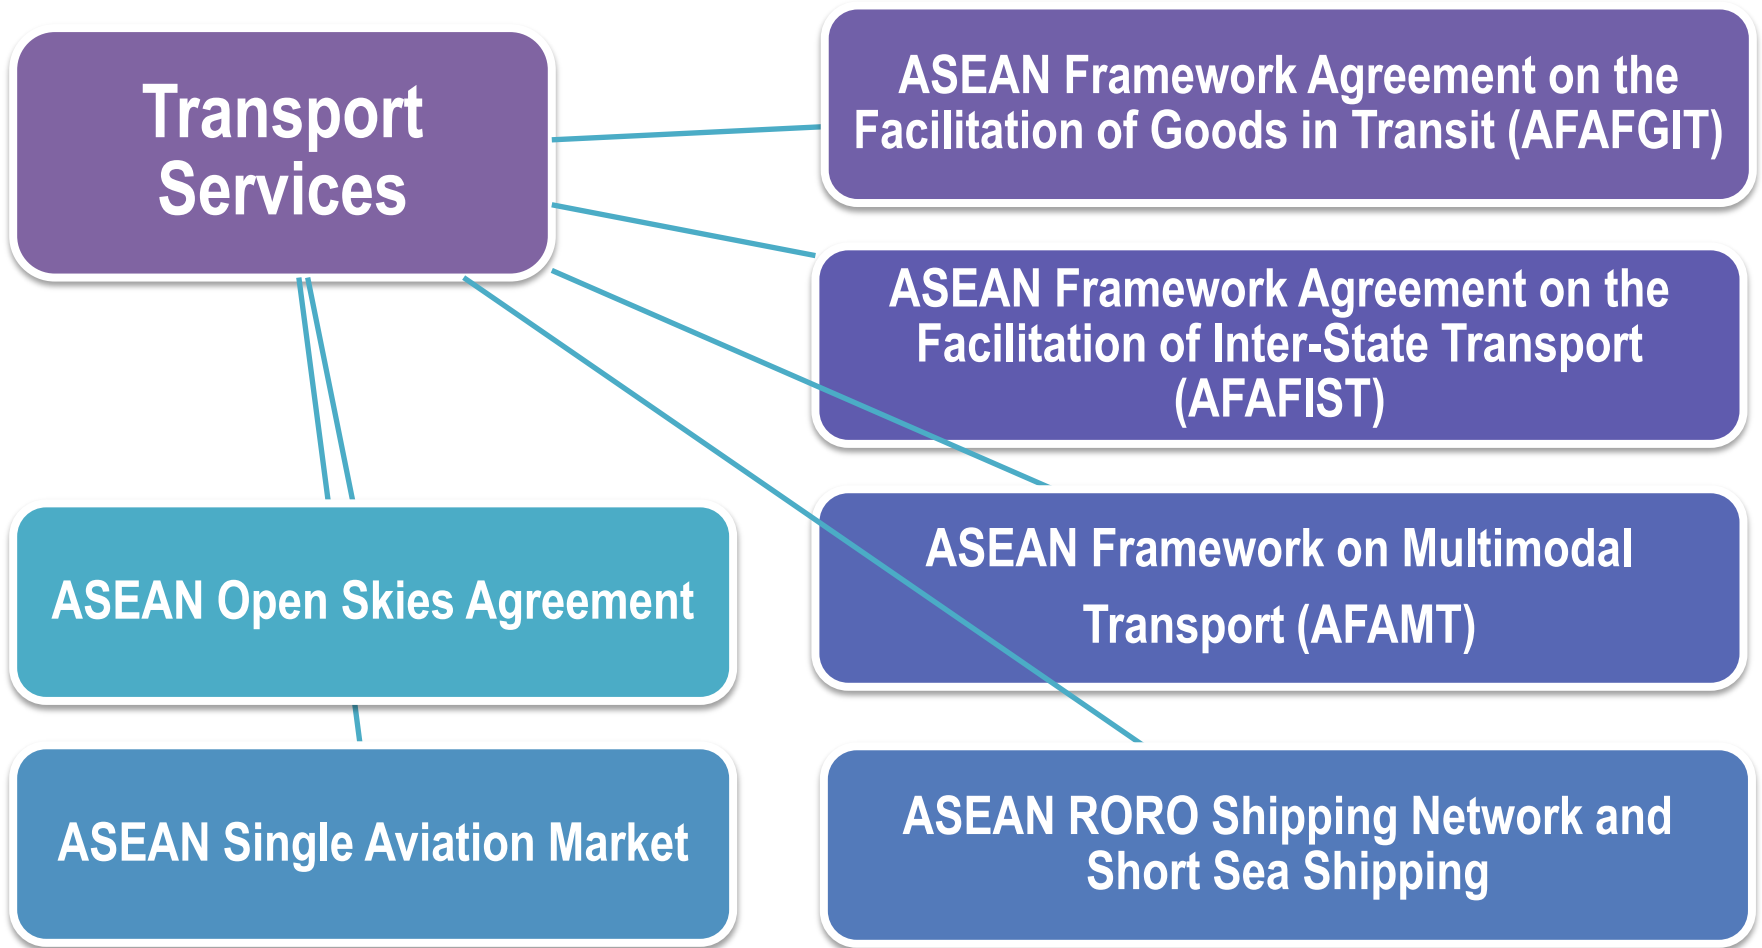 Transport
Services
ASEAN Framework Agreement on the
Facilitation of Goods in Transit (AFAFGIT)
ASEAN Framework Agreement on the
Facilitation of Inter-State Transport
(AFAFIST)
ASEAN Framework on Multimodal
Transport (AFAMT)
ASEAN RORO Shipping Network and
Short Sea Shipping
ASEAN Open Skies Agreement
ASEAN Single Aviation Market